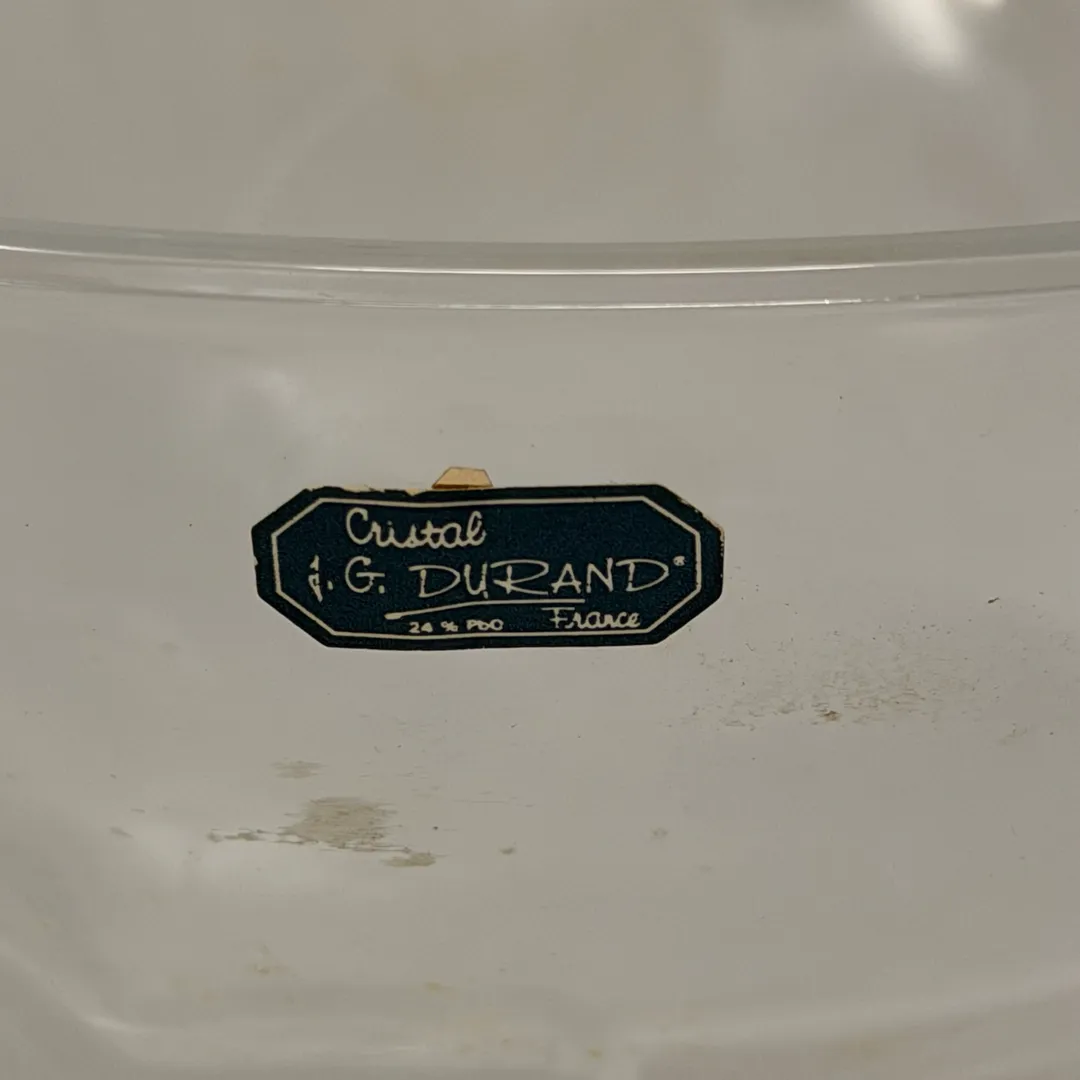 Cristal
J. G. DURAND®
24 % PbO France